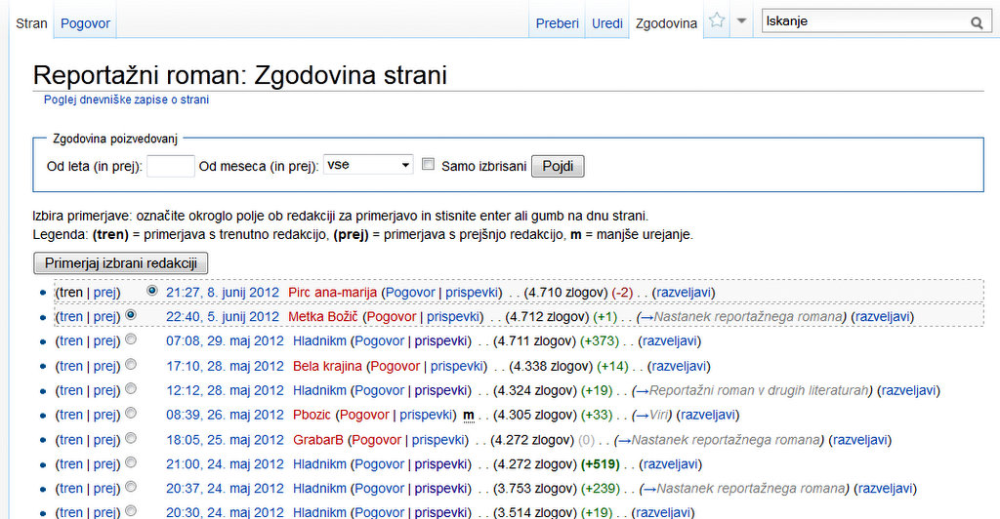 Stran Pogovor Preberi Uredi Zgodovina Iskanje
Reportažni roman: Zgodovina strani
Poglej dnevniške zapise o strani
Zgodovina poizvedovanj
Od leta (in prej): Od meseca (in prej): vse Samo izbrisani Pojdi
Izbira primerjave: označite okroglo polje ob redakciji za primerjavo in stisnite enter ali gumb na dnu strani.
Legenda: (tren) = primerjava s trenutno redakcijo, (prej) = primerjava s prejšnjo redakcijo, m = manjše urejanje.
Primerjaj izbrani redakciji
(tren | prej) 21:27, 8. junij 2012 Pirc ana-marija (Pogovor | prispevki) . . (4.710 zlogov) (-2) . . (razveljavi)
(tren | prej) 22:40, 5. junij 2012 Metka Božič (Pogovor | prispevki) . . (4.712 zlogov) (+1) . . (→Nastanek reportažnega romana) (razveljavi)
(tren | prej) 07:08, 29. maj 2012 Hladnikm (Pogovor | prispevki) . . (4.711 zlogov) (+373) . . (razveljavi)
(tren | prej) 17:10, 28. maj 2012 Bela krajina (Pogovor | prispevki) . . (4.338 zlogov) (+14) . . (razveljavi)
(tren | prej) 12:12, 28. maj 2012 Hladnikm (Pogovor | prispevki) . . (4.324 zlogov) (+19) . . (→Reportažni roman v drugih literaturah) (razveljavi)
(tren | prej) 08:39, 26. maj 2012 Pbozic (Pogovor | prispevki) m . . (4.305 zlogov) (+33) . . (→Viri) (razveljavi)
(tren | prej) 18:05, 25. maj 2012 GrabarB (Pogovor | prispevki) . . (4.272 zlogov) (0) . . (→Nastanek reportažnega romana) (razveljavi)
(tren | prej) 21:00, 24. maj 2012 Hladnikm (Pogovor | prispevki) . . (4.272 zlogov) (+519) . . (razveljavi)
(tren | prej) 20:37, 24. maj 2012 Hladnikm (Pogovor | prispevki) . . (3.753 zlogov) (+239) . . (→Nastanek reportažnega romana) (razveljavi)
(tren | prej) 20:30, 24. maj 2012 Hladnikm (Pogovor | prispevki) . . (3.514 zlogov) (+19) . . (razveljavi)